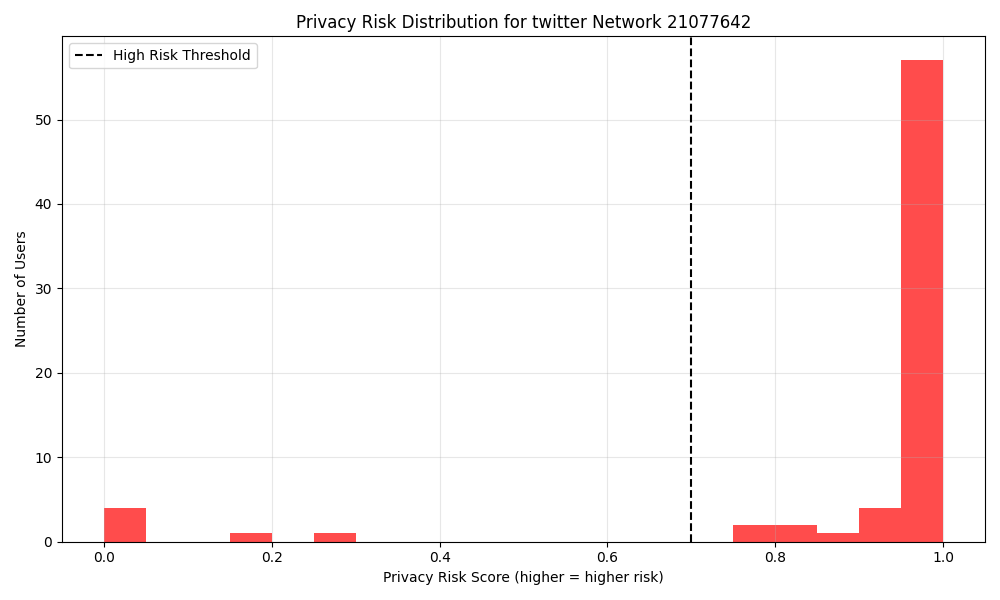 Privacy Risk Distribution for twitter Network 21077642
High Risk Threshold
Number of Users
50
40
30
20
10
0
0.0 0.2 0.4 0.6 0.8 1.0
Privacy Risk Score (higher = higher risk)